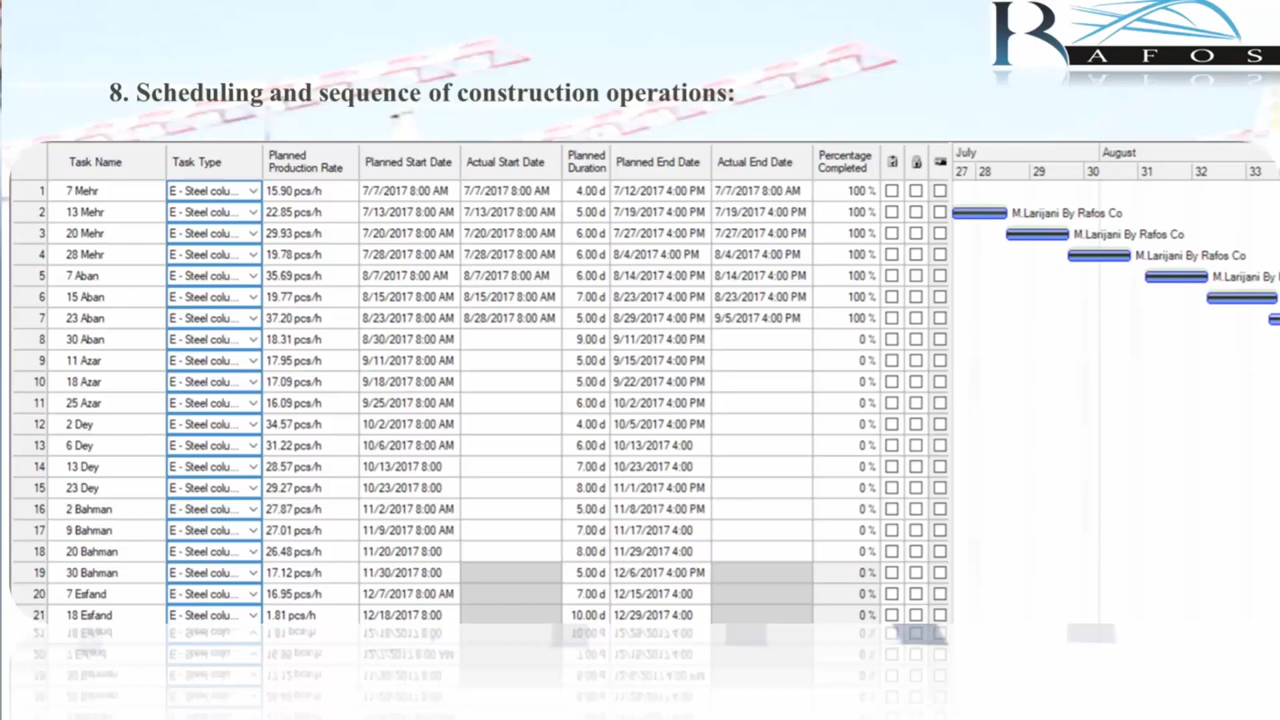 RAFOS
8. Scheduling and sequence of construction operations:
Task Name Task Type Planned Production Rate Planned Start Date Actual Start Date Planned Duration Planned End Date Actual End Date Percentage Completed July August
27 28 29 30 31 32 33
1 7 Mehr E - Steel colu... 15.90 pcs/h 7/7/2017 8:00 AM 7/7/2017 8:00 AM 4.00 d 7/12/2017 4:00 PM 7/7/2017 8:00 AM 100 %
2 13 Mehr E - Steel colu... 22.85 pcs/h 7/13/2017 8:00 AM 7/13/2017 8:00 AM 5.00 d 7/19/2017 4:00 PM 7/19/2017 4:00 PM 100 % M.Larijani By Rafos Co
3 20 Mehr E - Steel colu... 29.93 pcs/h 7/20/2017 8:00 AM 7/20/2017 8:00 AM 6.00 d 7/27/2017 4:00 PM 7/27/2017 4:00 PM 100 % M.Larijani By Rafos Co
4 28 Mehr E - Steel colu... 19.78 pcs/h 7/28/2017 8:00 AM 7/28/2017 8:00 AM 6.00 d 8/4/2017 4:00 PM 8/4/2017 4:00 PM 100 % M.Larijani By Rafos Co
5 7 Aban E - Steel colu... 35.69 pcs/h 8/7/2017 8:00 AM 8/7/2017 8:00 AM 6.00 d 8/14/2017 4:00 PM 8/14/2017 4:00 PM 100 % M.Larijani By
6 15 Aban E - Steel colu... 19.77 pcs/h 8/15/2017 8:00 AM 8/15/2017 8:00 AM 7.00 d 8/23/2017 4:00 PM 8/23/2017 4:00 PM 100 %
7 23 Aban E - Steel colu... 37.20 pcs/h 8/23/2017 8:00 AM 8/28/2017 8:00 AM 5.00 d 8/29/2017 4:00 PM 9/5/2017 4:00 PM 100 %
8 30 Aban E - Steel colu... 18.31 pcs/h 8/30/2017 8:00 AM 9.00 d 9/11/2017 4:00 PM 0 %
9 11 Azar E - Steel colu... 17.95 pcs/h 9/11/2017 8:00 AM 5.00 d 9/15/2017 4:00 PM 0 %
10 18 Azar E - Steel colu... 17.09 pcs/h 9/18/2017 8:00 AM 5.00 d 9/22/2017 4:00 PM 0 %
11 25 Azar E - Steel colu... 16.09 pcs/h 9/25/2017 8:00 AM 6.00 d 10/2/2017 4:00 PM 0 %
12 2 Dey E - Steel colu... 34.57 pcs/h 10/2/2017 8:00 AM 4.00 d 10/5/2017 4:00 PM 0 %
13 6 Dey E - Steel colu... 31.22 pcs/h 10/6/2017 8:00 AM 6.00 d 10/13/2017 4:00 0 %
14 13 Dey E - Steel colu... 28.57 pcs/h 10/13/2017 8:00 7.00 d 10/23/2017 4:00 0 %
15 23 Dey E - Steel colu... 29.27 pcs/h 10/23/2017 8:00 8.00 d 11/1/2017 4:00 PM 0 %
16 2 Bahman E - Steel colu... 27.87 pcs/h 11/2/2017 8:00 AM 5.00 d 11/8/2017 4:00 PM 0 %
17 9 Bahman E - Steel colu... 27.01 pcs/h 11/9/2017 8:00 AM 7.00 d 11/17/2017 4:00 0 %
18 20 Bahman E - Steel colu... 26.48 pcs/h 11/20/2017 8:00 8.00 d 11/29/2017 4:00 0 %
19 30 Bahman E - Steel colu... 17.12 pcs/h 11/30/2017 8:00 5.00 d 12/6/2017 4:00 PM 0 %
20 7 Esfand E - Steel colu... 16.95 pcs/h 12/7/2017 8:00 AM 7.00 d 12/15/2017 4:00 0 %
21 18 Esfand E - Steel colu... 1.81 pcs/h 12/18/2017 8:00 10.00 d 12/29/2017 4:00 0 %